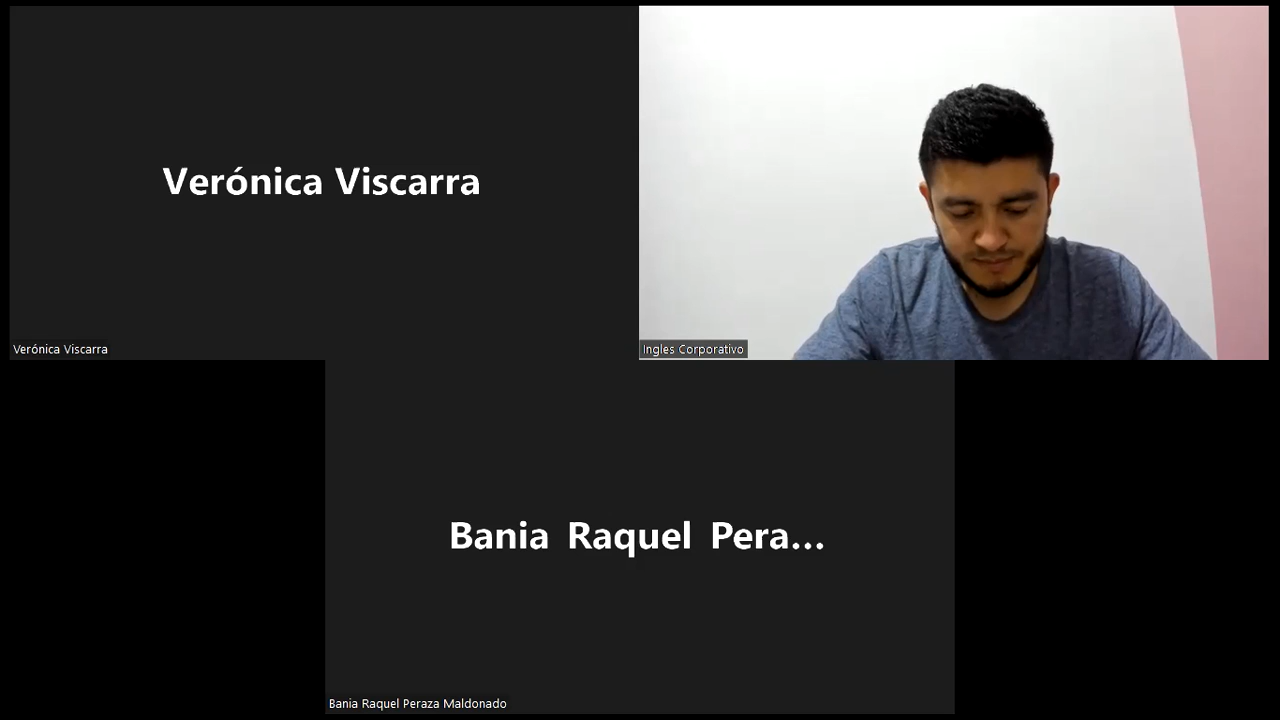 Verónica Viscarra
Verónica Viscarra
Ingles Corporativo
Bania Raquel Pera...
Bania Raquel Peraza Maldonado